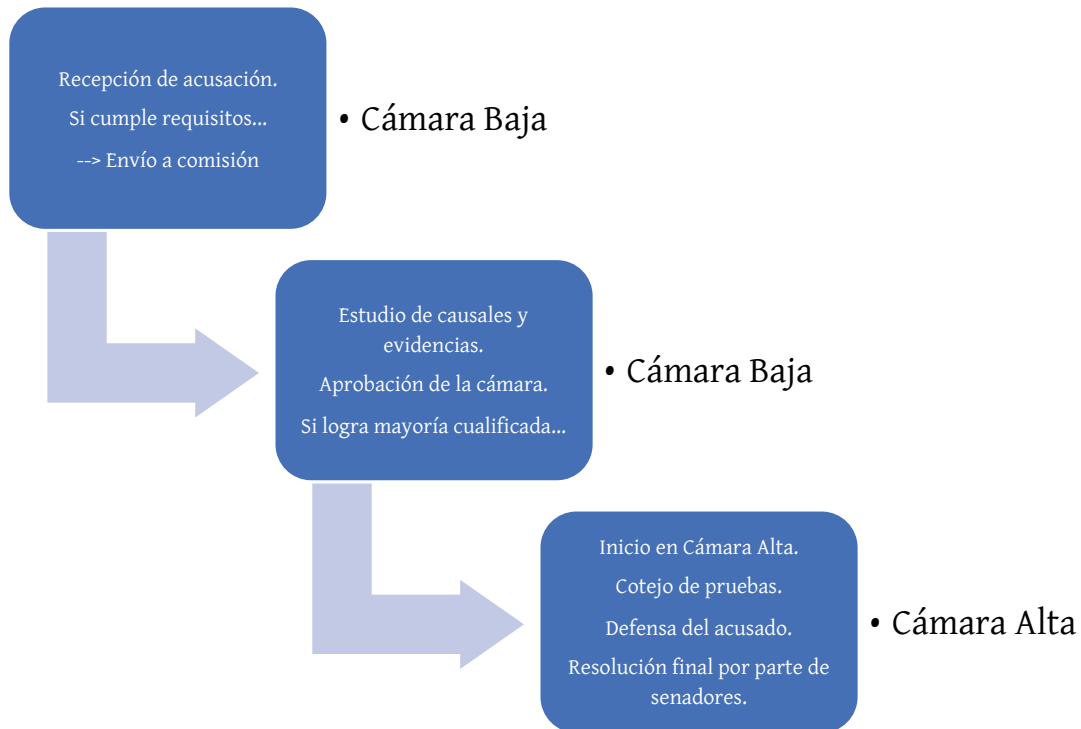 Recepción de acusación.
Si cumple requisitos...
--> Envío a comisión
• Cámara Baja
Estudio de causales y
evidencias.
Aprobación de la cámara.
Si logra mayoría cualificada...
• Cámara Baja
Inicio en Cámara Alta.
Cotejo de pruebas.
Defensa del acusado.
Resolución final por parte de
senadores.
• Cámara Alta